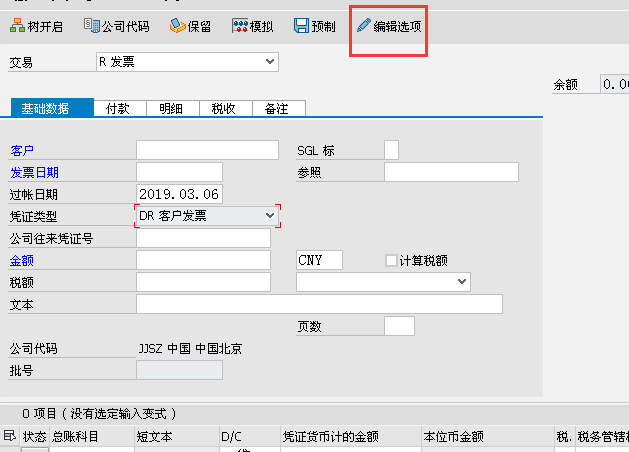 树开启 公司代码 保留 模拟 预制 编辑选项
交易 R 发票
余额 0.00
基础数据 付款 明细 税收 备注
客户 SGL 标
发票日期 参照
过帐日期 2019.03.06
凭证类型 DR 客户发票
公司往来凭证号
金额 CNY 计算税额
税额
文本
页数
公司代码 JJSZ 中国 中国北京
批号
0 项目（没有选定输入变式）
状态 总账科目 短文本 D/C 凭证货币计的金额 本位币金额 税. 税务管辖